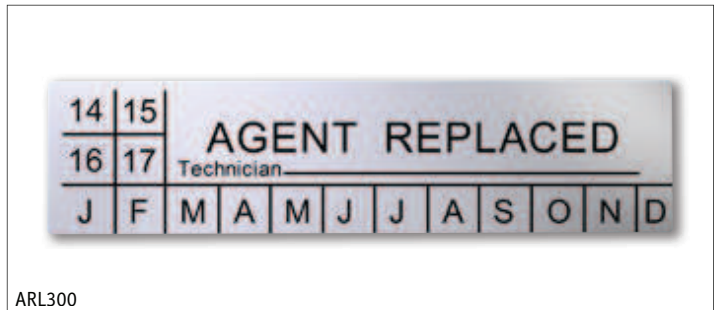 14 15
AGENT REPLACED
16 17
Technician
J F M A M J J A S O N D
ARL300